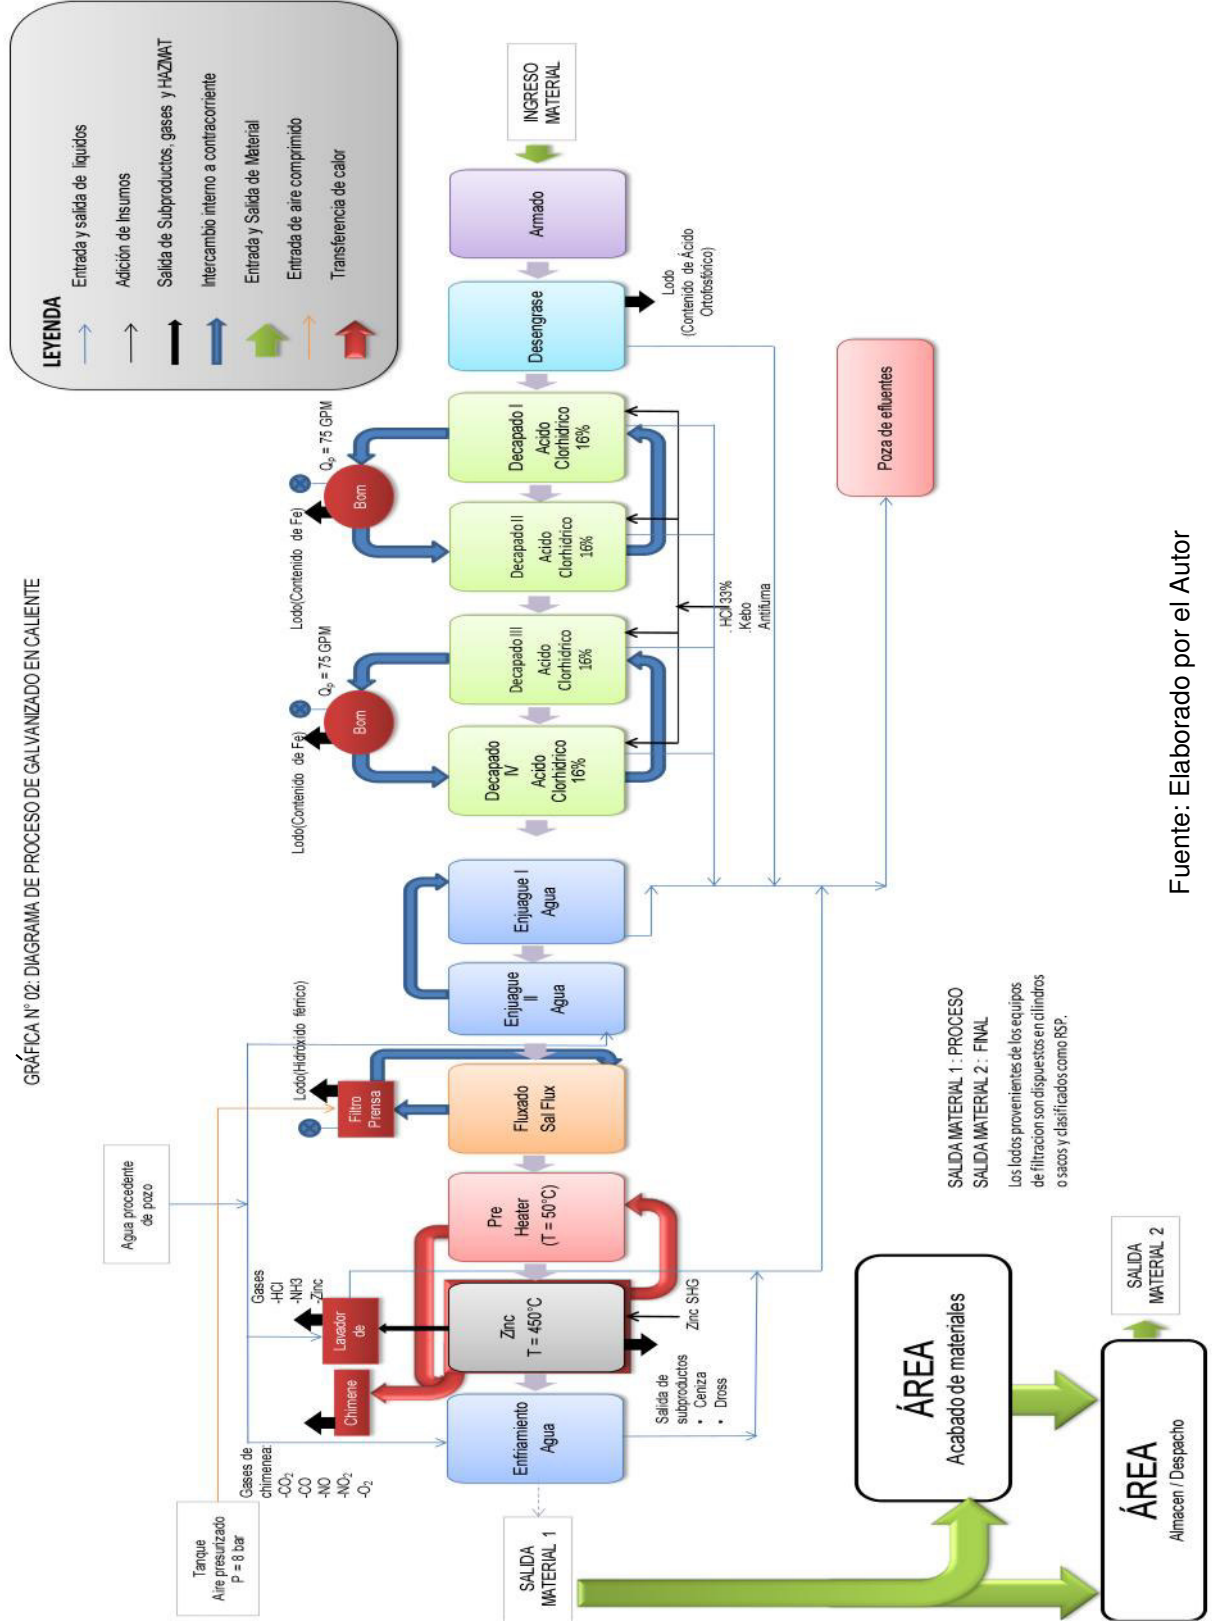 GRÁFICA N° 02: DIAGRAMA DE PROCESO DE GALVANIZADO EN CALIENTE
LEYENDA
Entrada y salida de liquidos
Adición de Insumos
Salida de Subproductos, gases y HAZMAT
Intercambio interno a contracorriente
Entrada y Salida de Material
Entrada de aire comprimido
Transferencia de calor
Tanque
Aire presurizado
P = 8 bar
Agua procedente
de pozo
Gases de
chimenea:
-CO2
-CO
-NO
-NO2
-O2
Chimene
Gases
-HCl
-NH3
-Zinc
Lavador
de
Lodo(Hidróxido férrico)
Filtro
Prensa
Lodo(Contenido de Fe)
Qp = 75 GPM
Bom
Lodo(Contenido de Fe)
Qp = 75 GPM
Bom
SALIDA
MATERIAL 1
Enfriamiento
Agua
Zinc
T = 450°C
Pre
Heater
(T = 50°C)
Fluxado
Sal Flux
Enjuague
II
Agua
Enjuague I
Agua
Decapado
IV
Acido
Clorhidrico
16%
Decapado III
Acido
Clorhidrico
16%
Decapado II
Acido
Clorhidrico
16%
Decapado I
Acido
Clorhidrico
16%
Desengrase
Armado
INGRESO
MATERIAL
Salida de
subproductos
• Ceniza
• Dross
Zinc SHG
. HCl 33%
.Kebo
Antifuma
Lodo
(Contenido de Ácido
Ortofosfórico)
Poza de efluentes
ÁREA
Acabado de materiales
ÁREA
Almacen / Despacho
SALIDA
MATERIAL 2
SALIDA MATERIAL 1 : PROCESO
SALIDA MATERIAL 2 : FINAL
Los lodos provenientes de los equipos
de filtracion son dispuestos en cilindros
o sacos y clasificados como RSP.
Fuente: Elaborado por el Autor